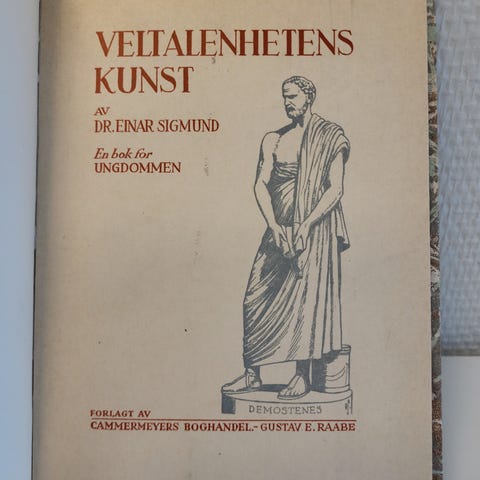 VELTALENHETENS
KUNST
AV
DR. EINAR SIGMUND
En bok for
UNGDOMMEN
DEMOSTENES
FORLAGT AV
CAMMERMEYERS BOGHANDEL.- GUSTAV E. RAABE